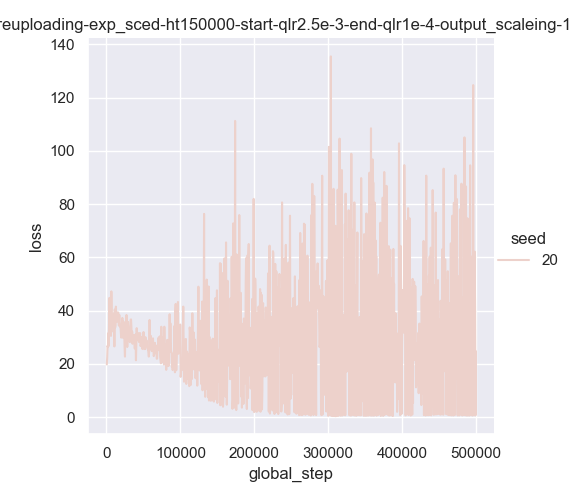 reuploading-exp_sced-ht150000-start-qlr2.5e-3-end-qlr1e-4-output_scaleing-1
140
120
100
80
60
40
20
0
loss
0 100000 200000 300000 400000 500000
global_step
seed
20